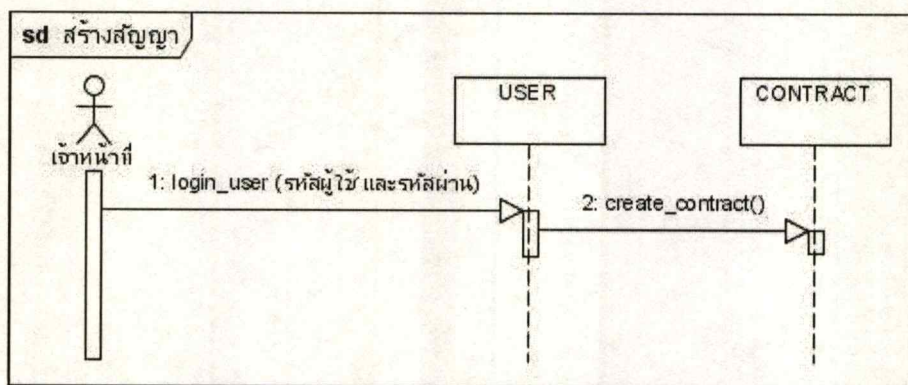 sd สร้างสัญญา
USER
CONTRACT
เจ้าหน้าที่
1: login_user (รหัสผู้ใช้ และรหัสผ่าน)
2: create_contract()